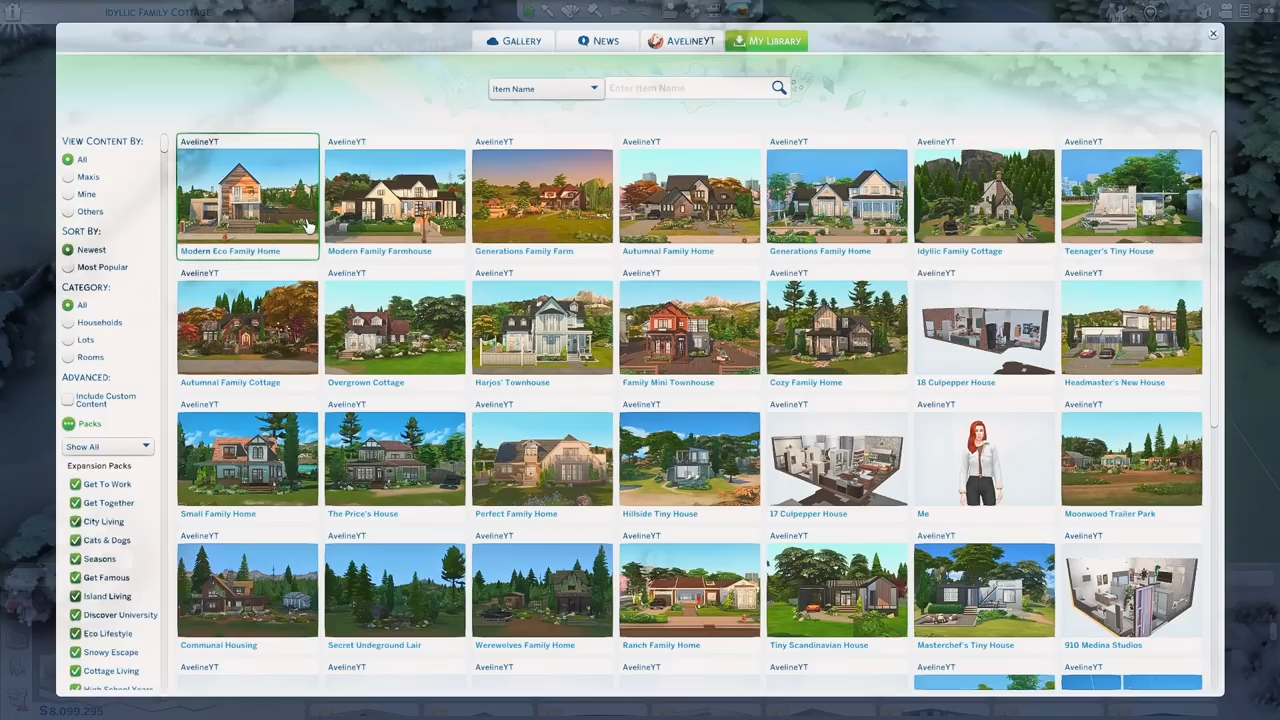 IDYLLIC FAMILY COTTAGE
GALLERY
NEWS
AVELINEYT
MY LIBRARY
Item Name
Enter Item Name
VIEW CONTENT BY:
All
Maxis
Mine
Others
SORT BY:
Newest
Most Popular
CATEGORY:
All
Households
Lots
Rooms
ADVANCED:
Include Custom
Content
Packs
Show All
Expansion Packs
Get To Work
Get Together
City Living
Cats & Dogs
Seasons
Get Famous
Island Living
Discover University
Eco Lifestyle
Snowy Escape
Cottage Living
High School Years
AvelineYT AvelineYT AvelineYT AvelineYT AvelineYT AvelineYT AvelineYT
Modern Eco Family Home Modern Family Farmhouse Generations Family Farm Autumnal Family Home Generations Family Home Idyllic Family Cottage Teenager's Tiny House
AvelineYT AvelineYT AvelineYT AvelineYT AvelineYT AvelineYT AvelineYT
Autumnal Family Cottage Overgrown Cottage Harjos' Townhouse Family Mini Townhouse Cozy Family Home 18 Culpepper House Headmaster's New House
AvelineYT AvelineYT AvelineYT AvelineYT AvelineYT AvelineYT AvelineYT
Small Family Home The Price's House Perfect Family Home Hillside Tiny House 17 Culpepper House Me Moonwood Trailer Park
AvelineYT AvelineYT AvelineYT AvelineYT AvelineYT AvelineYT AvelineYT
Communal Housing Secret Undeground Lair Werewolves Family Home Ranch Family Home Tiny Scandinavian House Masterchef's Tiny House 910 Medina Studios
AvelineYT AvelineYT AvelineYT AvelineYT AvelineYT AvelineYT AvelineYT
§8,099,295